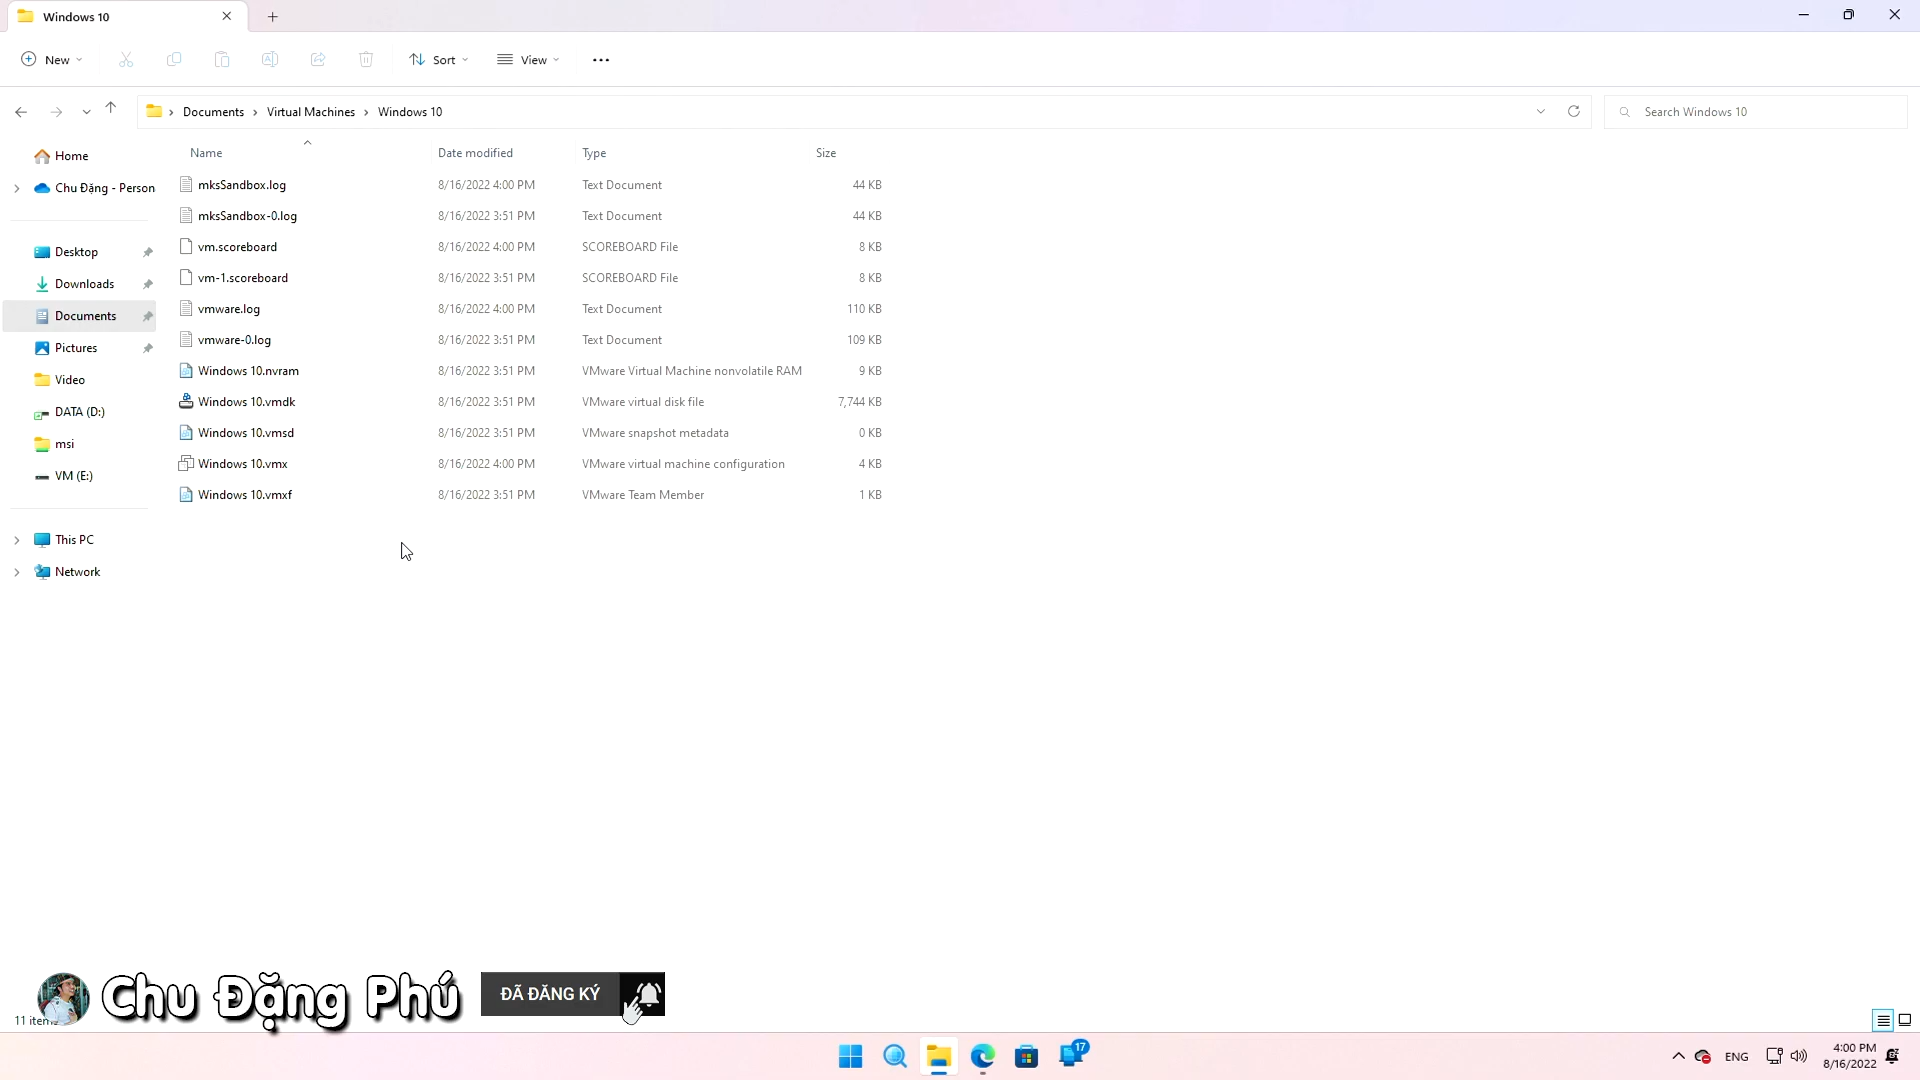 Windows 10
New
Sort
View
Documents
Virtual Machines
Windows 10
Search Windows 10
Home
Chu Đặng - Person
Desktop
Downloads
Documents
Pictures
Video
DATA (D:)
msi
VM (E:)
This PC
Network
Name Date modified Type Size
mksSandbox.log 8/16/2022 4:00 PM Text Document 44 KB
mksSandbox-0.log 8/16/2022 3:51 PM Text Document 44 KB
vm.scoreboard 8/16/2022 4:00 PM SCOREBOARD File 8 KB
vm-1.scoreboard 8/16/2022 3:51 PM SCOREBOARD File 8 KB
vmware.log 8/16/2022 4:00 PM Text Document 110 KB
vmware-0.log 8/16/2022 3:51 PM Text Document 109 KB
Windows 10.nvram 8/16/2022 3:51 PM VMware Virtual Machine nonvolatile RAM 9 KB
Windows 10.vmdk 8/16/2022 3:51 PM VMware virtual disk file 7,744 KB
Windows 10.vmsd 8/16/2022 3:51 PM VMware snapshot metadata 0 KB
Windows 10.vmx 8/16/2022 4:00 PM VMware virtual machine configuration 4 KB
Windows 10.vmxf 8/16/2022 3:51 PM VMware Team Member 1 KB
Chu Đặng Phú
ĐÃ ĐĂNG KÝ
11 items
17
ENG
4:00 PM
8/16/2022